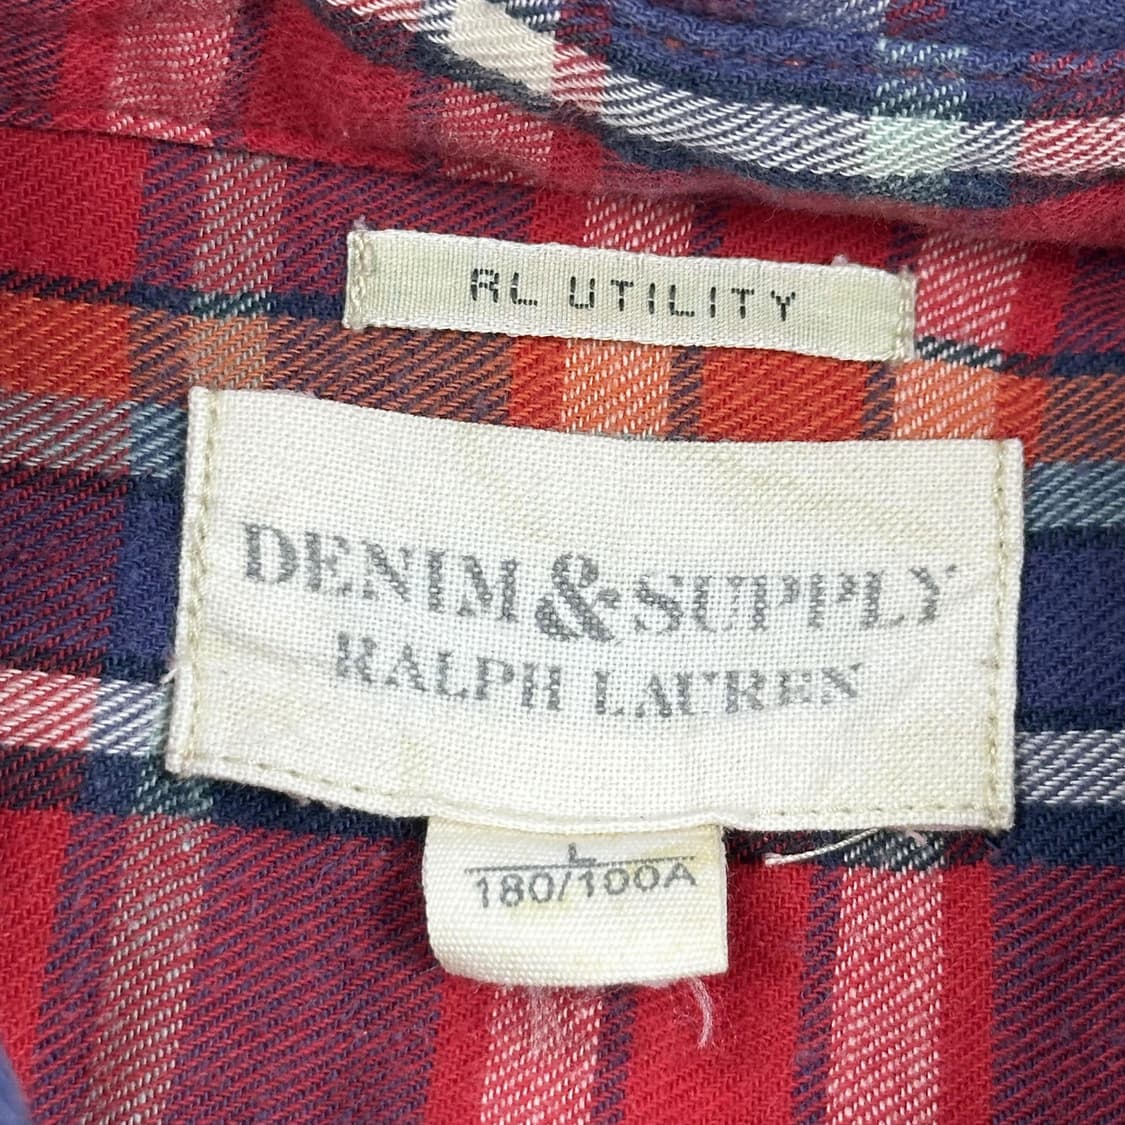 RL UTILITY
DENIM & SUPPLY
RALPH LAUREN
L
180/100A